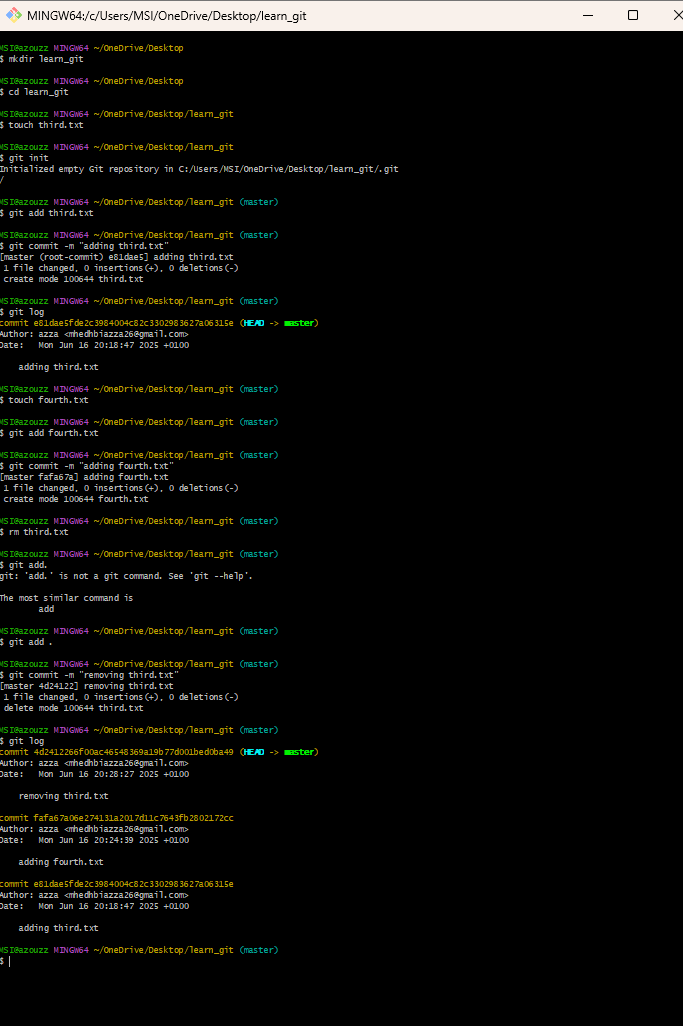 MINGW64:/c/Users/MSI/OneDrive/Desktop/learn_git
MSI@azouzz MINGW64 ~/OneDrive/Desktop
$ mkdir learn_git
MSI@azouzz MINGW64 ~/OneDrive/Desktop
$ cd learn_git
MSI@azouzz MINGW64 ~/OneDrive/Desktop/learn_git
$ touch third.txt
MSI@azouzz MINGW64 ~/OneDrive/Desktop/learn_git
$ git init
Initialized empty Git repository in C:/Users/MSI/OneDrive/Desktop/learn_git/.git
/
MSI@azouzz MINGW64 ~/OneDrive/Desktop/learn_git (master)
$ git add third.txt
MSI@azouzz MINGW64 ~/OneDrive/Desktop/learn_git (master)
$ git commit -m "adding third.txt"
[master (root-commit) e81dae5] adding third.txt
 1 file changed, 0 insertions(+), 0 deletions(-)
 create mode 100644 third.txt
MSI@azouzz MINGW64 ~/OneDrive/Desktop/learn_git (master)
$ git log
commit e81dae5fde2c3984004c82c3302983627a06315e (HEAD -> master)
Author: azza <mhedhbiazza26@gmail.com>
Date:   Mon Jun 16 20:18:47 2025 +0100
    adding third.txt
MSI@azouzz MINGW64 ~/OneDrive/Desktop/learn_git (master)
$ touch fourth.txt
MSI@azouzz MINGW64 ~/OneDrive/Desktop/learn_git (master)
$ git add fourth.txt
MSI@azouzz MINGW64 ~/OneDrive/Desktop/learn_git (master)
$ git commit -m "adding fourth.txt"
[master fafa67a] adding fourth.txt
 1 file changed, 0 insertions(+), 0 deletions(-)
 create mode 100644 fourth.txt
MSI@azouzz MINGW64 ~/OneDrive/Desktop/learn_git (master)
$ rm third.txt
MSI@azouzz MINGW64 ~/OneDrive/Desktop/learn_git (master)
$ git add.
git: 'add.' is not a git command. See 'git --help'.
The most similar command is
        add
MSI@azouzz MINGW64 ~/OneDrive/Desktop/learn_git (master)
$ git add .
MSI@azouzz MINGW64 ~/OneDrive/Desktop/learn_git (master)
$ git commit -m "removing third.txt"
[master 4d24122] removing third.txt
 1 file changed, 0 insertions(+), 0 deletions(-)
 delete mode 100644 third.txt
MSI@azouzz MINGW64 ~/OneDrive/Desktop/learn_git (master)
$ git log
commit 4d2412266f00ac46548369a19b77d001bed0ba49 (HEAD -> master)
Author: azza <mhedhbiazza26@gmail.com>
Date:   Mon Jun 16 20:28:27 2025 +0100
    removing third.txt
commit fafa67a06e274131a2017d11c7643fb2802172cc
Author: azza <mhedhbiazza26@gmail.com>
Date:   Mon Jun 16 20:24:39 2025 +0100
    adding fourth.txt
commit e81dae5fde2c3984004c82c3302983627a06315e
Author: azza <mhedhbiazza26@gmail.com>
Date:   Mon Jun 16 20:18:47 2025 +0100
    adding third.txt
MSI@azouzz MINGW64 ~/OneDrive/Desktop/learn_git (master)
$